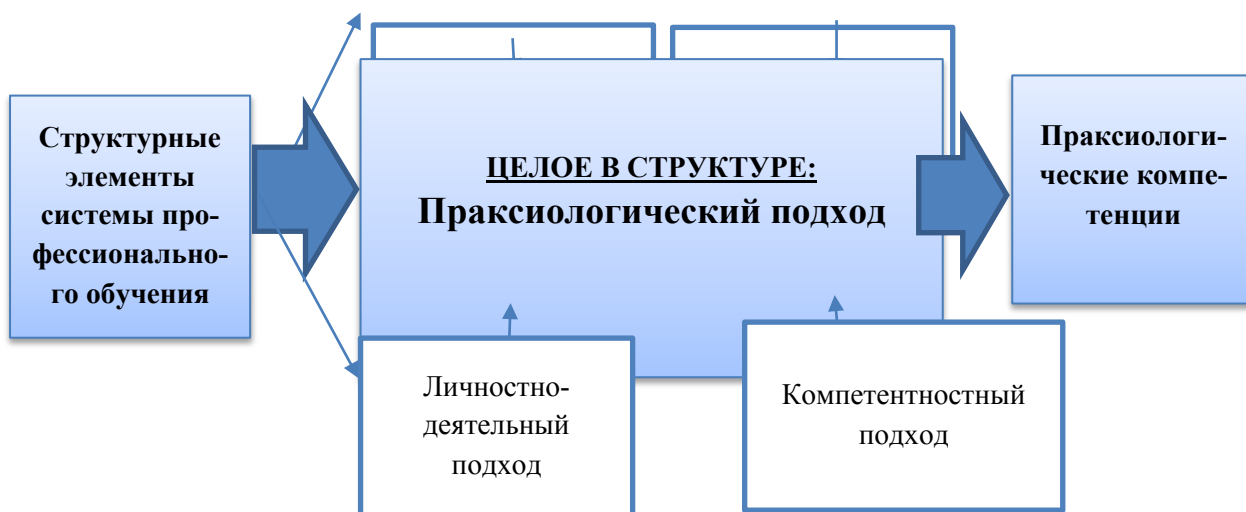 Структурные
элементы
системы про-
фессионально-
го обучения
ЦЕЛОЕ В СТРУКТУРЕ:
Праксиологический подход
Праксиологи-
ческие компе-
тенции
Личностно-
деятельный
подход
Компетентностный
подход